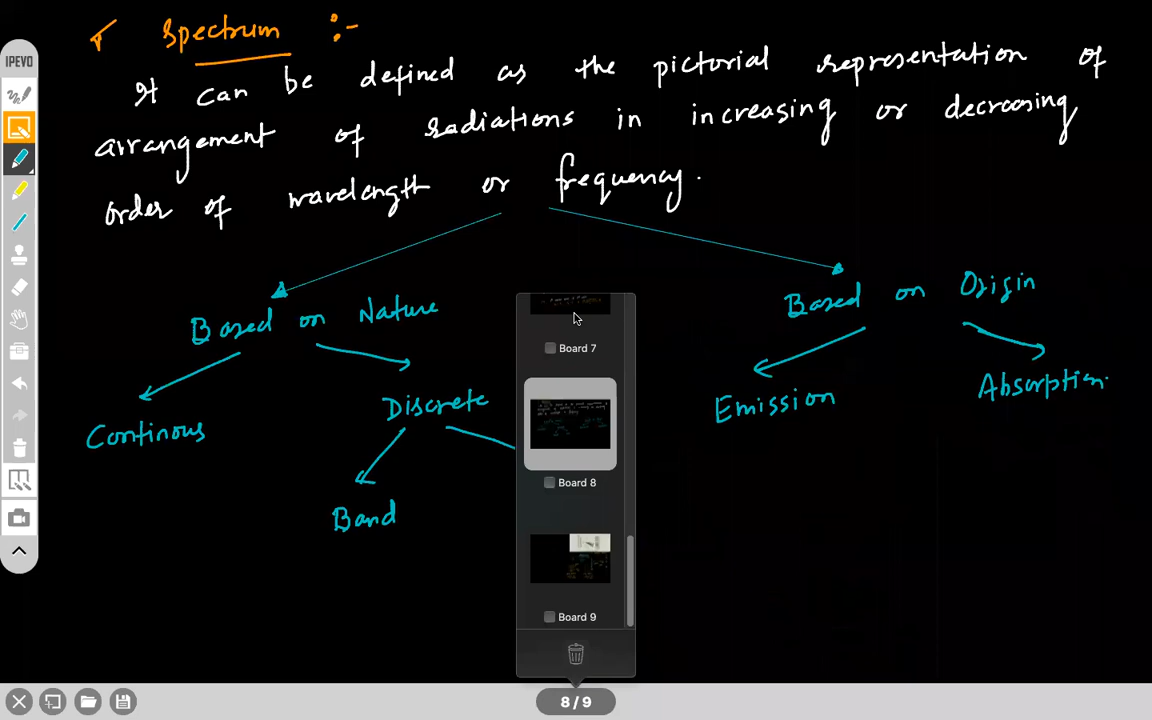 Spectrum :-
IPEVO
It can be defined as the pictorial representation of
arrangement of radiations in increasing or decreasing
order of wavelength or frequency.
Based on Nature
Based on Origin
Continous
Discrete
Emission
Absorption.
Band
Board 7
Board 8
Board 9
8/9